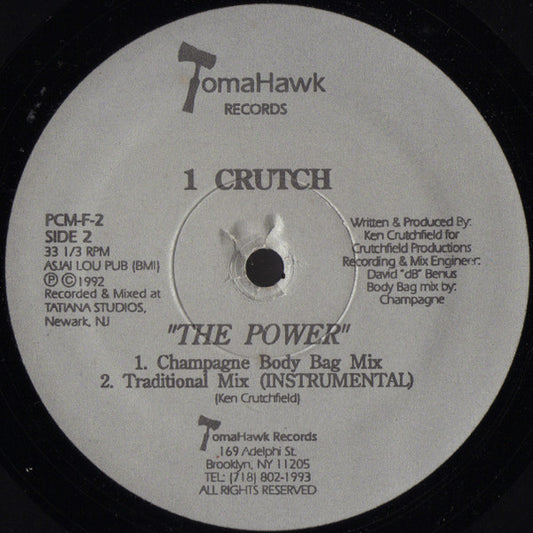 TomaHawk
RECORDS
1 CRUTCH
PCM-F-2
SIDE 2
33 1/3 RPM
ASJAI LOU PUB (BMI)
Ⓟ Ⓒ 1992
Recorded & Mixed at
TATIANA STUDIOS,
Newark, NJ
Written & Produced By:
Ken Crutchfield for
Crutchfield Productions
Recording & Mix Engineer:
David "dB" Benus
Body Bag mix by:
Champagne
"THE POWER"
1. Champagne Body Bag Mix
2. Traditional Mix (INSTRUMENTAL)
(Ken Crutchfield)
TomaHawk Records
169 Adelphi St.
Brooklyn, NY 11205
TEL: (718) 802-1993
ALL RIGHTS RESERVED